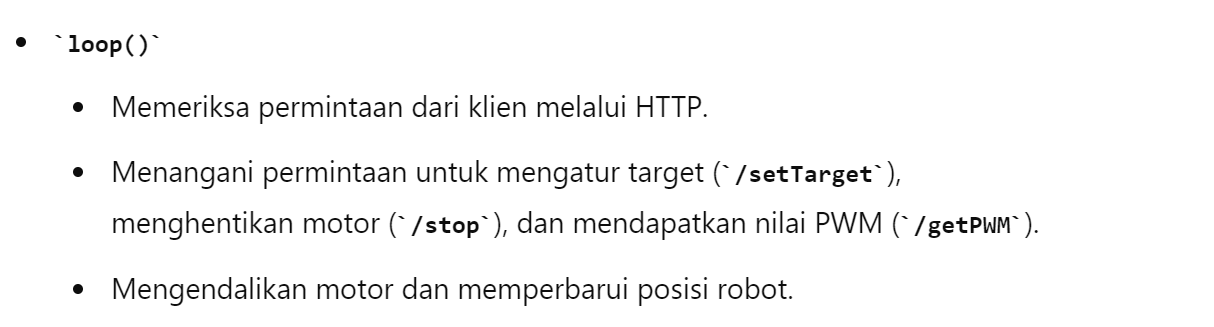 • `loop()`
• Memeriksa permintaan dari klien melalui HTTP.
• Menangani permintaan untuk mengatur target (`/setTarget`),
menghentikan motor (`/stop`), dan mendapatkan nilai PWM (`/getPWM`).
• Mengendalikan motor dan memperbarui posisi robot.